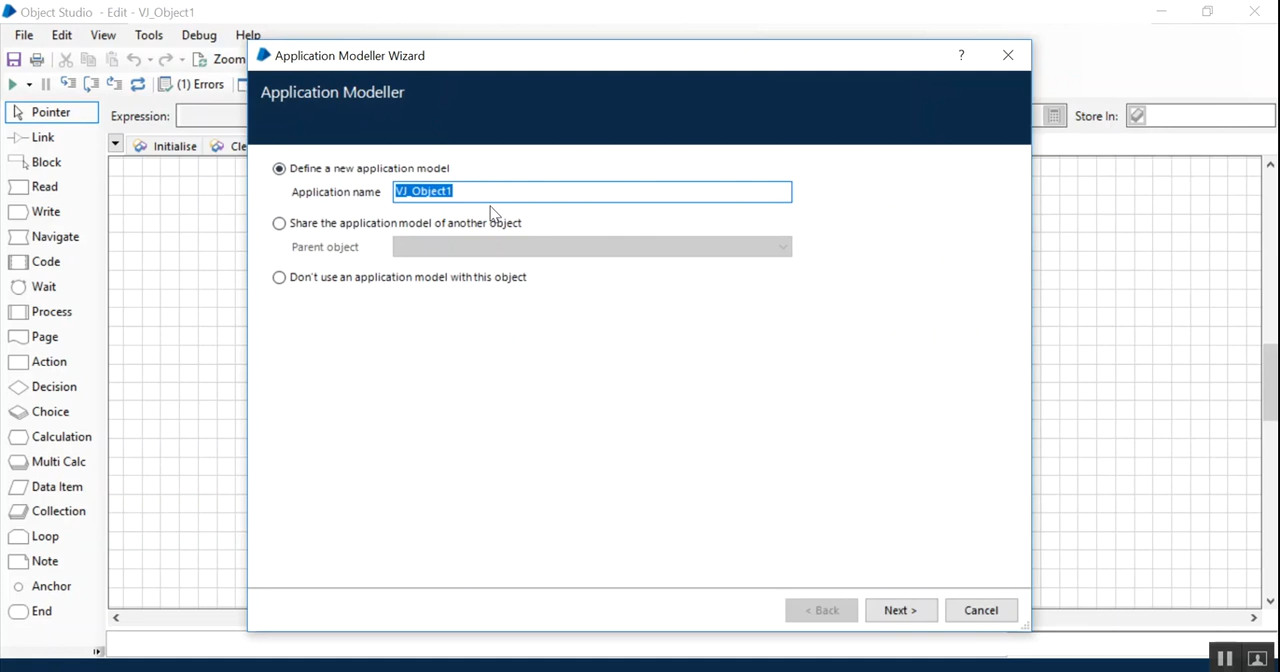 Object Studio - Edit - VJ_Object1
File Edit View Tools Debug Help
Zoom
(1) Errors
Application Modeller Wizard
?
Application Modeller
Pointer
Link
Block
Read
Write
Navigate
Code
Wait
Process
Page
Action
Decision
Choice
Calculation
Multi Calc
Data Item
Collection
Loop
Note
Anchor
End
Expression:
Store In:
Initialise
Cle
Define a new application model
Application name VJ_Object1
Share the application model of another object
Parent object
Don't use an application model with this object
< Back Next > Cancel